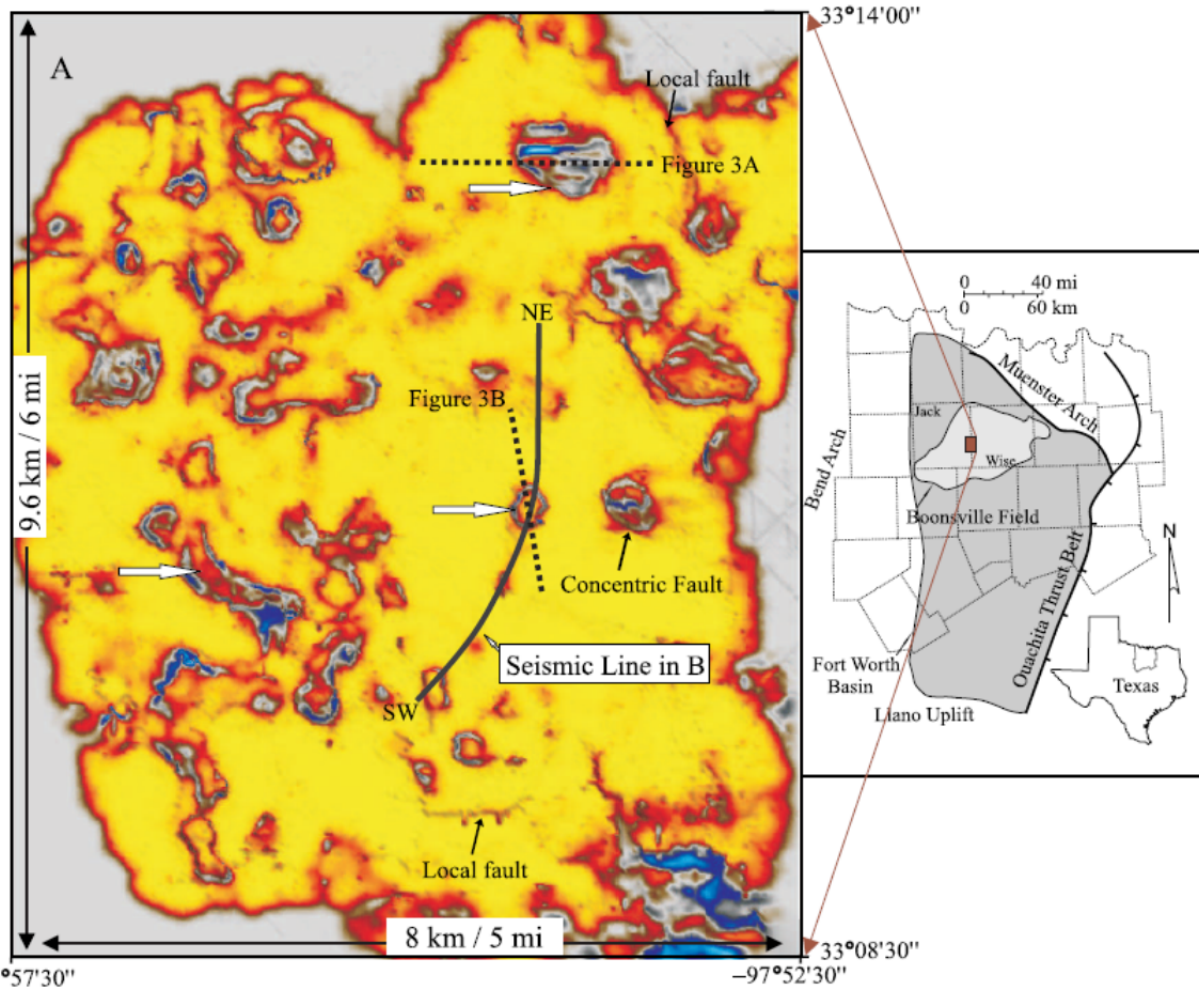 A
33°14'00"
Local fault
Figure 3A
NE
Figure 3B
9.6 km / 6 mi
Concentric Fault
Seismic Line in B
SW
Local fault
8 km / 5 mi
33°08'30"
°57'30"
−97°52'30"
0 40 mi
0 60 km
Muenster Arch
Jack
Bend Arch
Wise
Boonsville Field
N
Ouachita Thrust Belt
Fort Worth
Basin
Texas
Llano Uplift